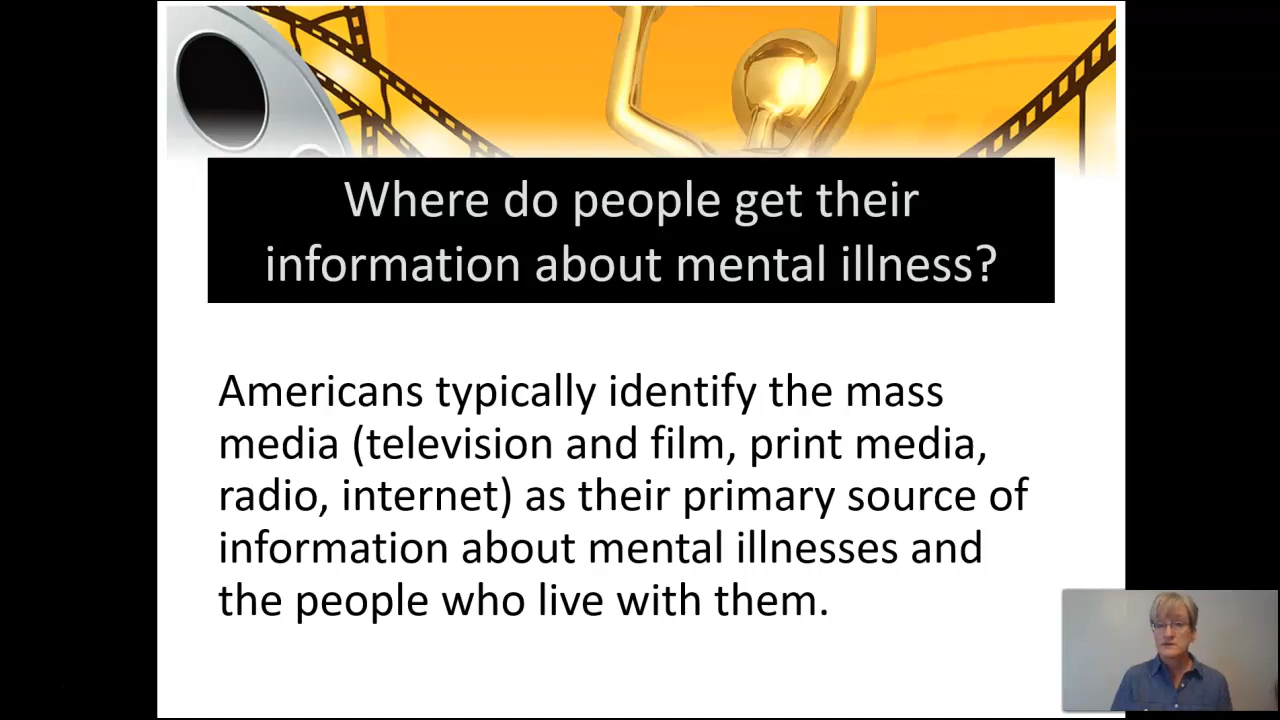 Where do people get their
information about mental illness?
Americans typically identify the mass
media (television and film, print media,
radio, internet) as their primary source of
information about mental illnesses and
the people who live with them.